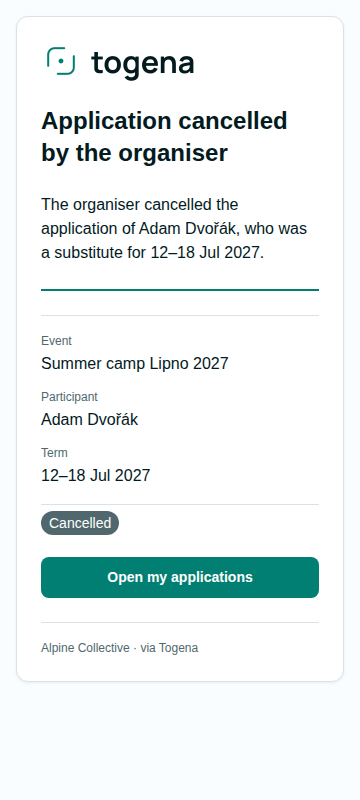 togena
Application cancelled
by the organiser
The organiser cancelled the
application of Adam Dvořák, who was
a substitute for 12–18 Jul 2027.
Event
Summer camp Lipno 2027
Participant
Adam Dvořák
Term
12–18 Jul 2027
Cancelled
Open my applications
Alpine Collective · via Togena